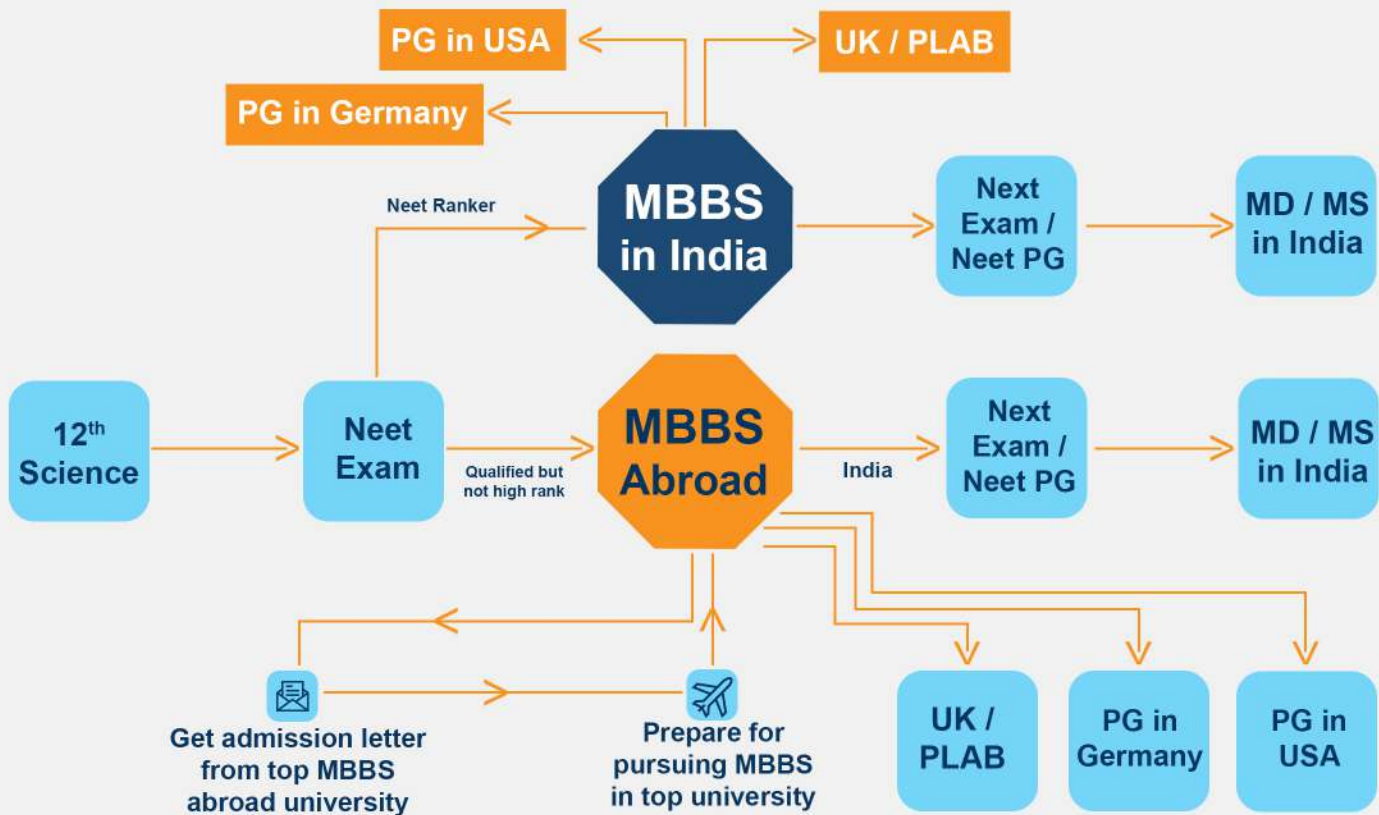 PG in USA
UK / PLAB
PG in Germany
Neet Ranker
MBBS
in India
Next
Exam /
Neet PG
MD / MS
in India
12th
Science
Neet
Exam
Qualified but
not high rank
MBBS
Abroad
India
Next
Exam /
Neet PG
MD / MS
in India
Get admission letter
from top MBBS
abroad university
Prepare for
pursuing MBBS
in top university
UK /
PLAB
PG in
Germany
PG in
USA